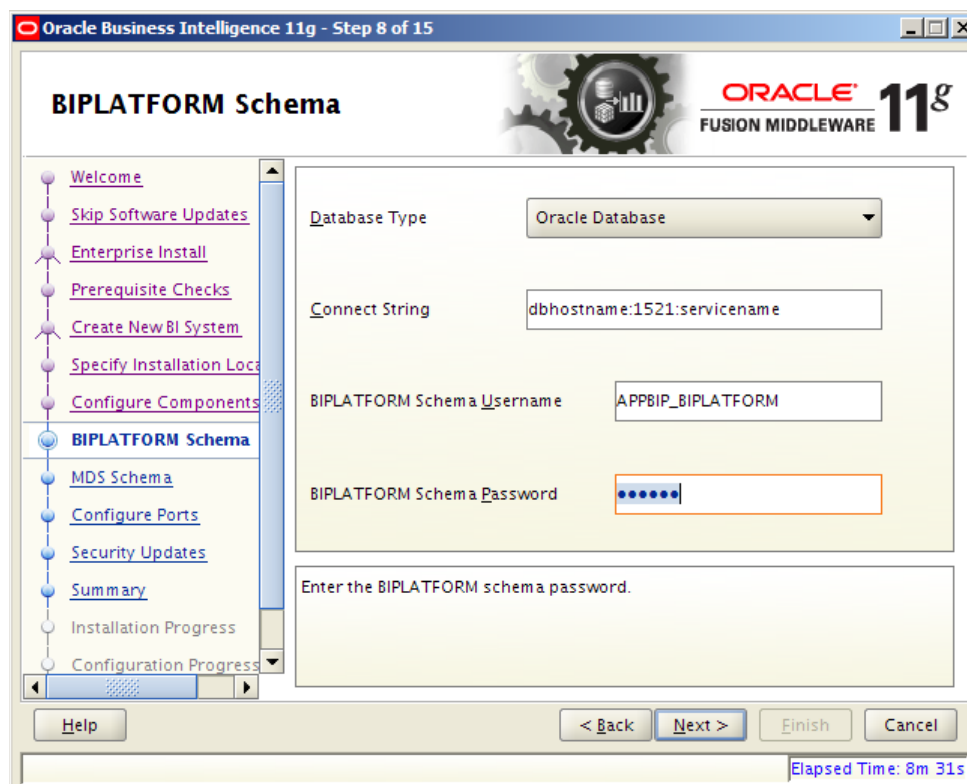 Oracle Business Intelligence 11g - Step 8 of 15
BIPLATFORM Schema
ORACLE
FUSION MIDDLEWARE
11g
Welcome
Skip Software Updates
Enterprise Install
Prerequisite Checks
Create New BI System
Specify Installation Loca
Configure Components
BIPLATFORM Schema
MDS Schema
Configure Ports
Security Updates
Summary
Installation Progress
Configuration Progress
Database Type
Oracle Database
Connect String
dbhostname:1521:servicename
BIPLATFORM Schema Username
APPBIP_BIPLATFORM
BIPLATFORM Schema Password
••••••
Enter the BIPLATFORM schema password.
Help
< Back
Next >
Finish
Cancel
Elapsed Time: 8m 31s